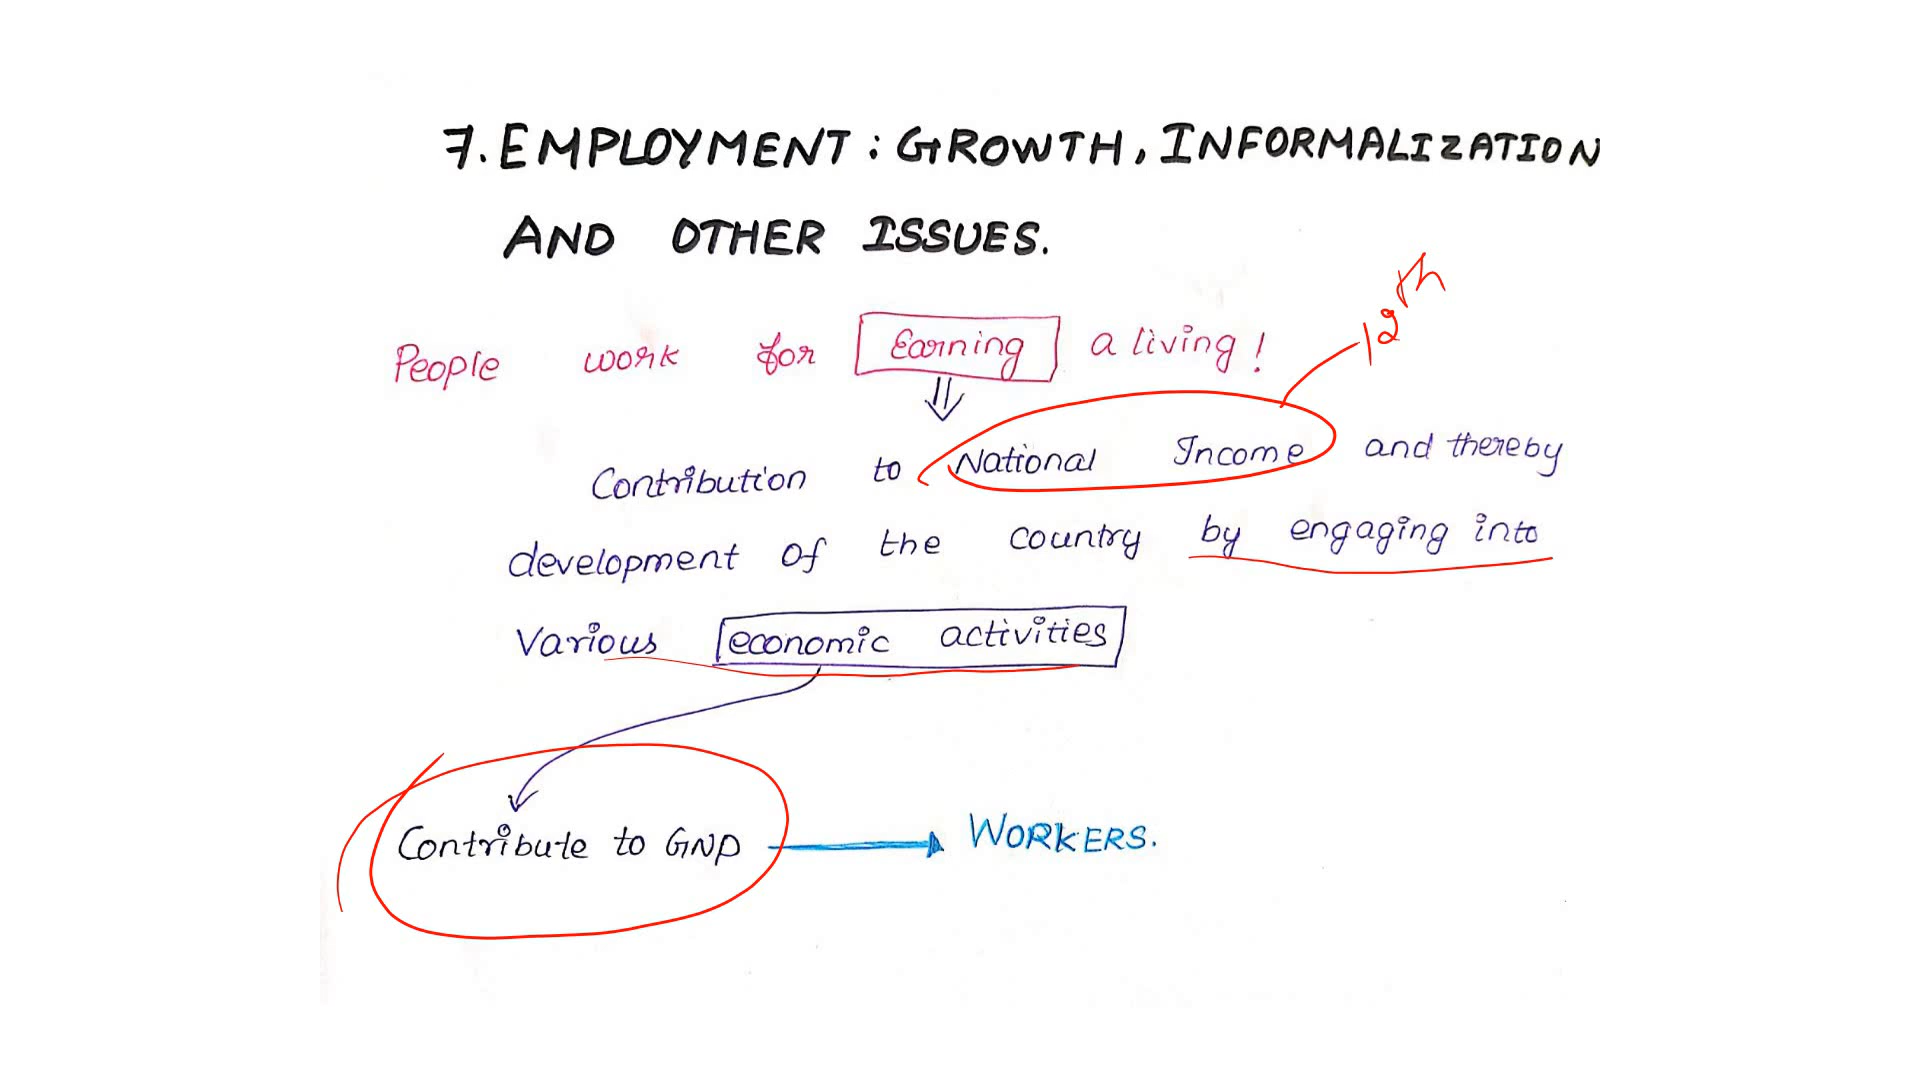 7. EMPLOYMENT : GROWTH, INFORMALIZATION
AND OTHER ISSUES.
12th
People work for Earning a living!
Contribution to National Income and thereby
development of the country by engaging into
Various economic activities
Contribute to GNP
WORKERS.